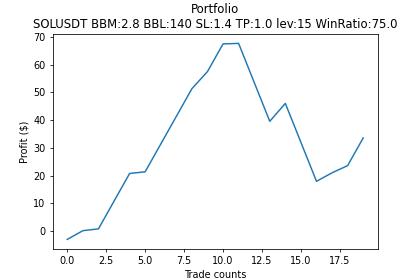 Portfolio
SOLUSDT BBM:2.8 BBL:140 SL:1.4 TP:1.0 lev:15 WinRatio:75.0
70
60
50
40
30
20
10
0
Profit ($)
0.0 2.5 5.0 7.5 10.0 12.5 15.0 17.5
Trade counts